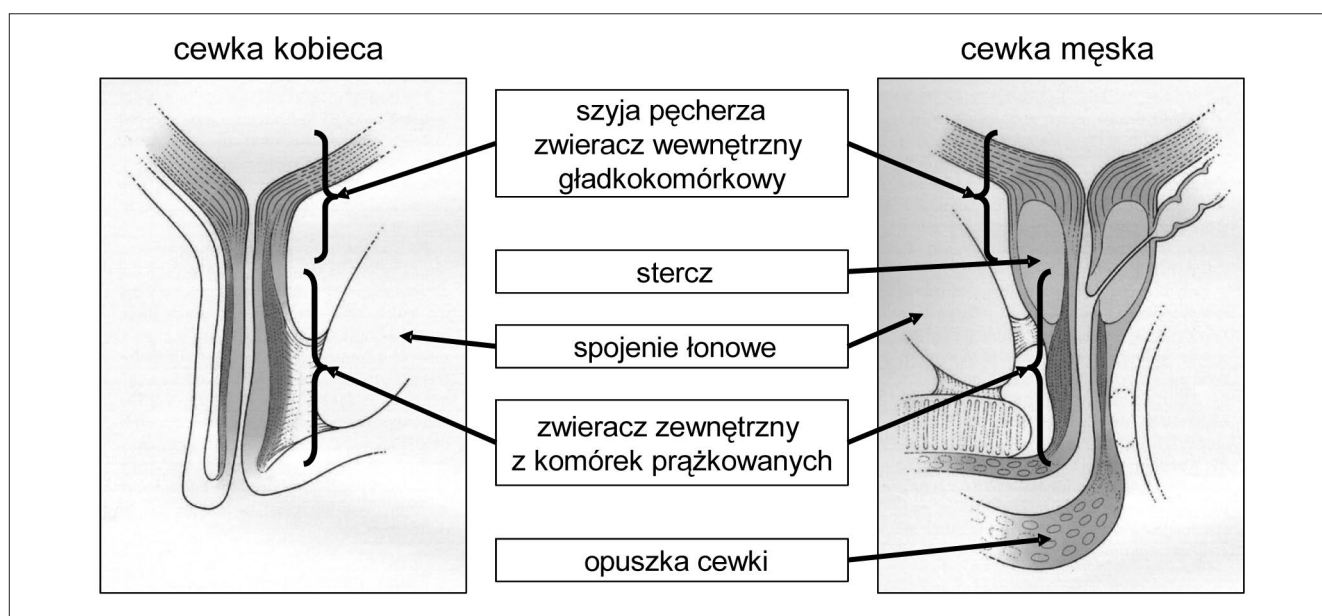 cewka kobieca
cewka męska
szyja pęcherza
zwieracz wewnętrzny
gładkokomórkowy
stercz
spojenie łonowe
zwieracz zewnętrzny
z komórek prążkowanych
opuszka cewki